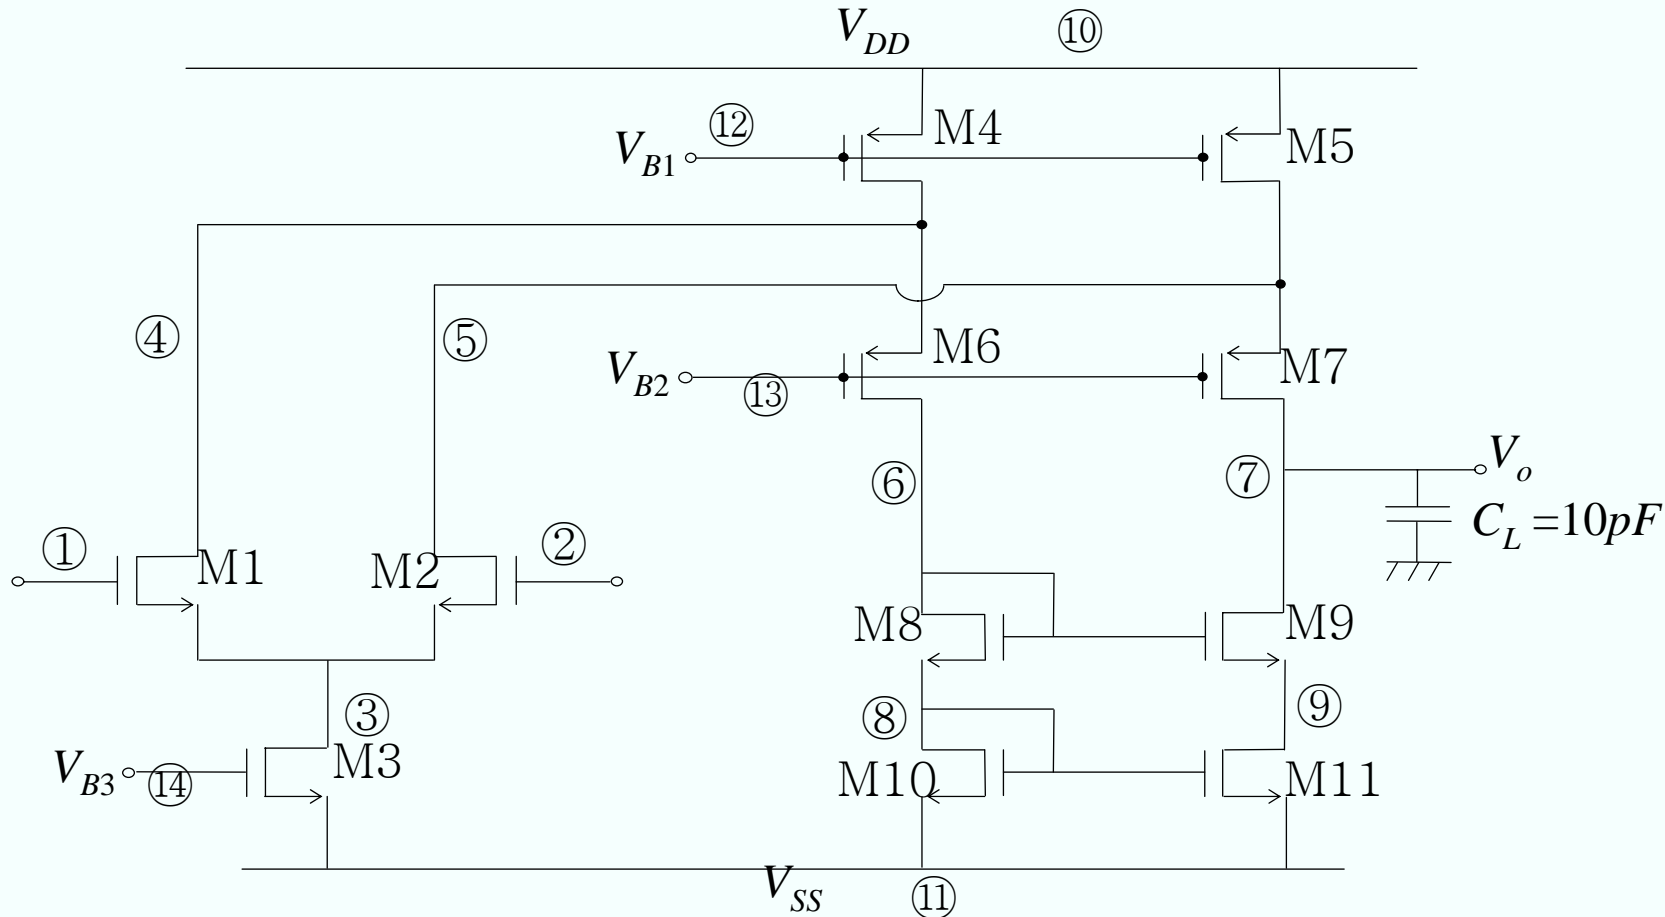 V_DD ⑩
⑫ M4
V_B1 M5
④ ⑤ M6
V_B2 ⑬ M7
⑥ ⑦ V_o
C_L =10pF
① M1 M2 ②
M8 M9
③ ⑧ ⑨
V_B3 ⑭ M3 M10 M11
V_SS ⑪